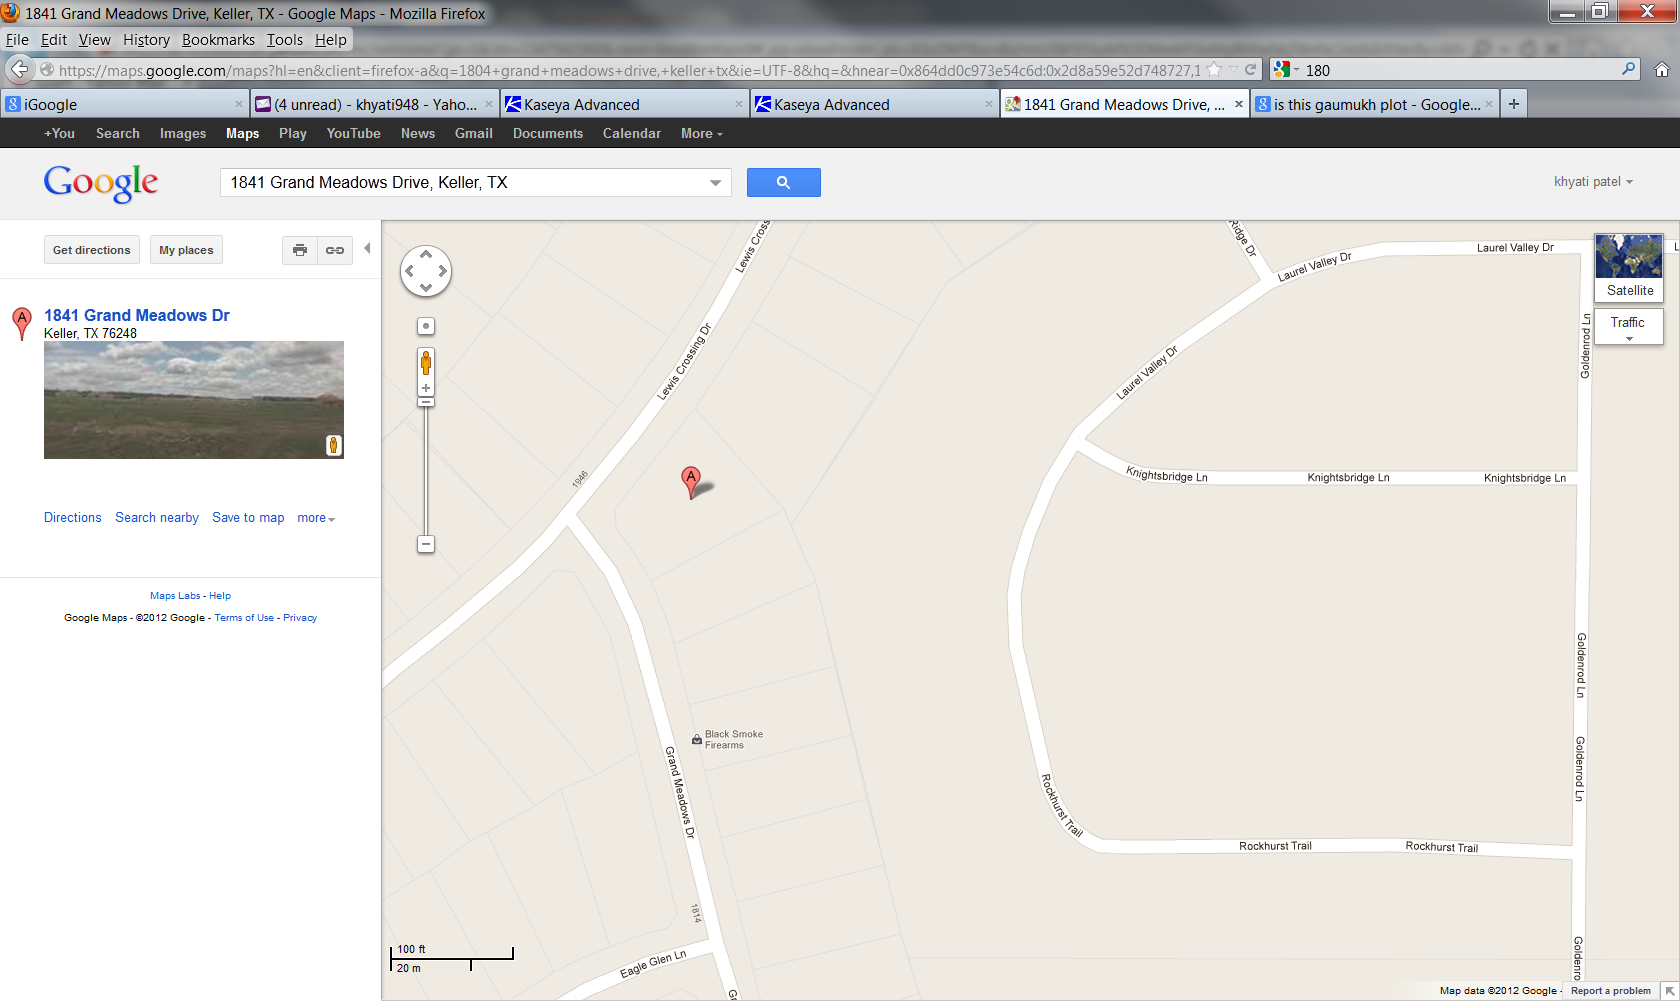 1841 Grand Meadows Drive, Keller, TX - Google Maps - Mozilla Firefox
File Edit View History Bookmarks Tools Help
https://maps.google.com/maps?hl=en&client=firefox-a&q=1804+grand+meadows+drive,+keller+tx&ie=UTF-8&hq=&hnear=0x864dd0c973e54c6d:0x2d8a59e52d748727,1
180
iGoogle
(4 unread) - khyati948 - Yaho...
Kaseya Advanced
Kaseya Advanced
1841 Grand Meadows Drive, ...
is this gaumukh plot - Google...
+You Search Images Maps Play YouTube News Gmail Documents Calendar More
Google
1841 Grand Meadows Drive, Keller, TX
khyati patel
Get directions
My places
A
1841 Grand Meadows Dr
Keller, TX 76248
Directions Search nearby Save to map more
Maps Labs - Help
Google Maps - ©2012 Google - Terms of Use - Privacy
Lewis Cross
Ridge Dr
Laurel Valley Dr
Laurel Valley Dr
L
Satellite
Traffic
Goldenrod Ln
Lewis Crossing Dr
Laurel Valley Dr
1946
A
Knightsbridge Ln
Knightsbridge Ln
Knightsbridge Ln
Goldenrod Ln
Black Smoke
Firearms
Grand Meadows Dr
Goldenrod Ln
Rockhurst Trail
Rockhurst Trail
Rockhurst Trail
1814
Eagle Glen Ln
Goldenro
G
100 ft
20 m
Map data ©2012 Google -
Report a problem